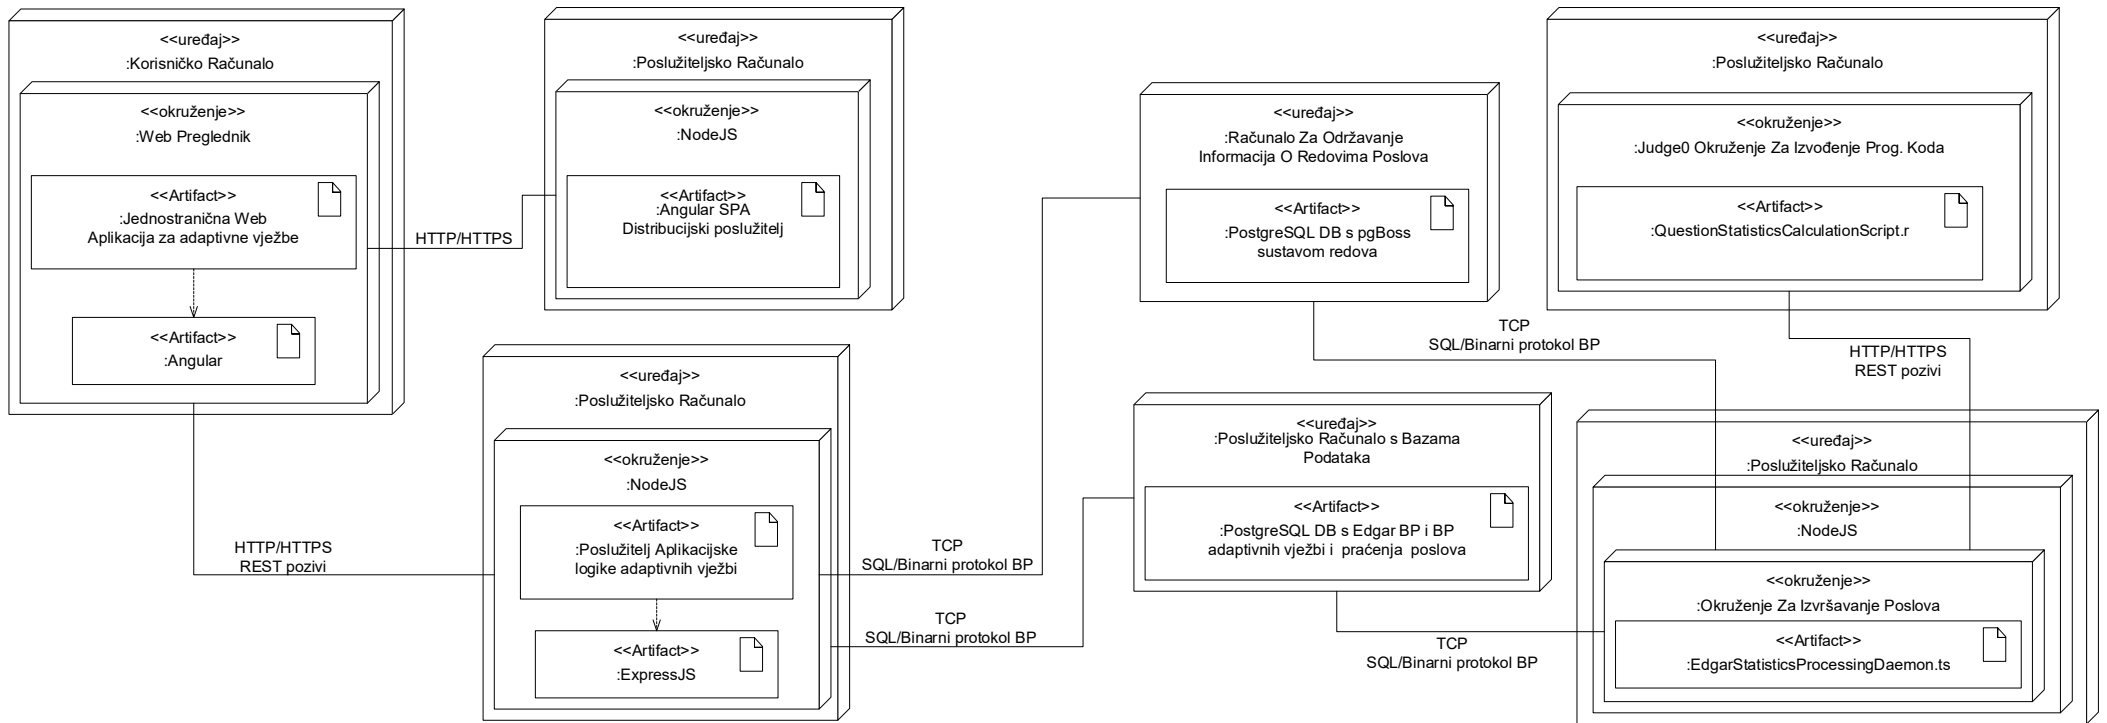 <<uređaj>>
:Korisničko Računalo
<<okruženje>>
:Web Preglednik
<<Artifact>>
:Jednostranična Web
Aplikacija za adaptivne vježbe
<<Artifact>>
:Angular
HTTP/HTTPS
<<uređaj>>
:Poslužiteljsko Računalo
<<okruženje>>
:NodeJS
<<Artifact>>
:Angular SPA
Distribucijski poslužitelj
HTTP/HTTPS
REST pozivi
<<uređaj>>
:Poslužiteljsko Računalo
<<okruženje>>
:NodeJS
<<Artifact>>
:Poslužitelj Aplikacijske
logike adaptivnih vježbi
<<Artifact>>
:ExpressJS
TCP
SQL/Binarni protokol BP
TCP
SQL/Binarni protokol BP
<<uređaj>>
:Računalo Za Održavanje
Informacija O Redovima Poslova
<<Artifact>>
:PostgreSQL DB s pgBoss
sustavom redova
TCP
SQL/Binarni protokol BP
<<uređaj>>
:Poslužiteljsko Računalo s Bazama
Podataka
<<Artifact>>
:PostgreSQL DB s Edgar BP i BP
adaptivnih vježbi i praćenja poslova
TCP
SQL/Binarni protokol BP
<<uređaj>>
:Poslužiteljsko Računalo
<<okruženje>>
:Judge0 Okruženje Za Izvođenje Prog. Koda
<<Artifact>>
:QuestionStatisticsCalculationScript.r
HTTP/HTTPS
REST pozivi
<<uređaj>>
:Poslužiteljsko Računalo
<<okruženje>>
:NodeJS
<<okruženje>>
:Okruženje Za Izvršavanje Poslova
<<Artifact>>
:EdgarStatisticsProcessingDaemon.ts